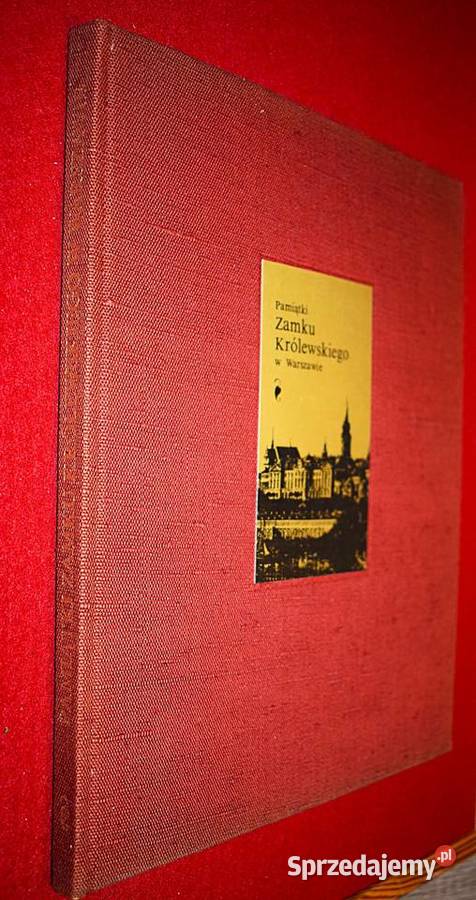 Pamiątki
Zamku
Królewskiego
w Warszawie
Sprzedajemy.pl